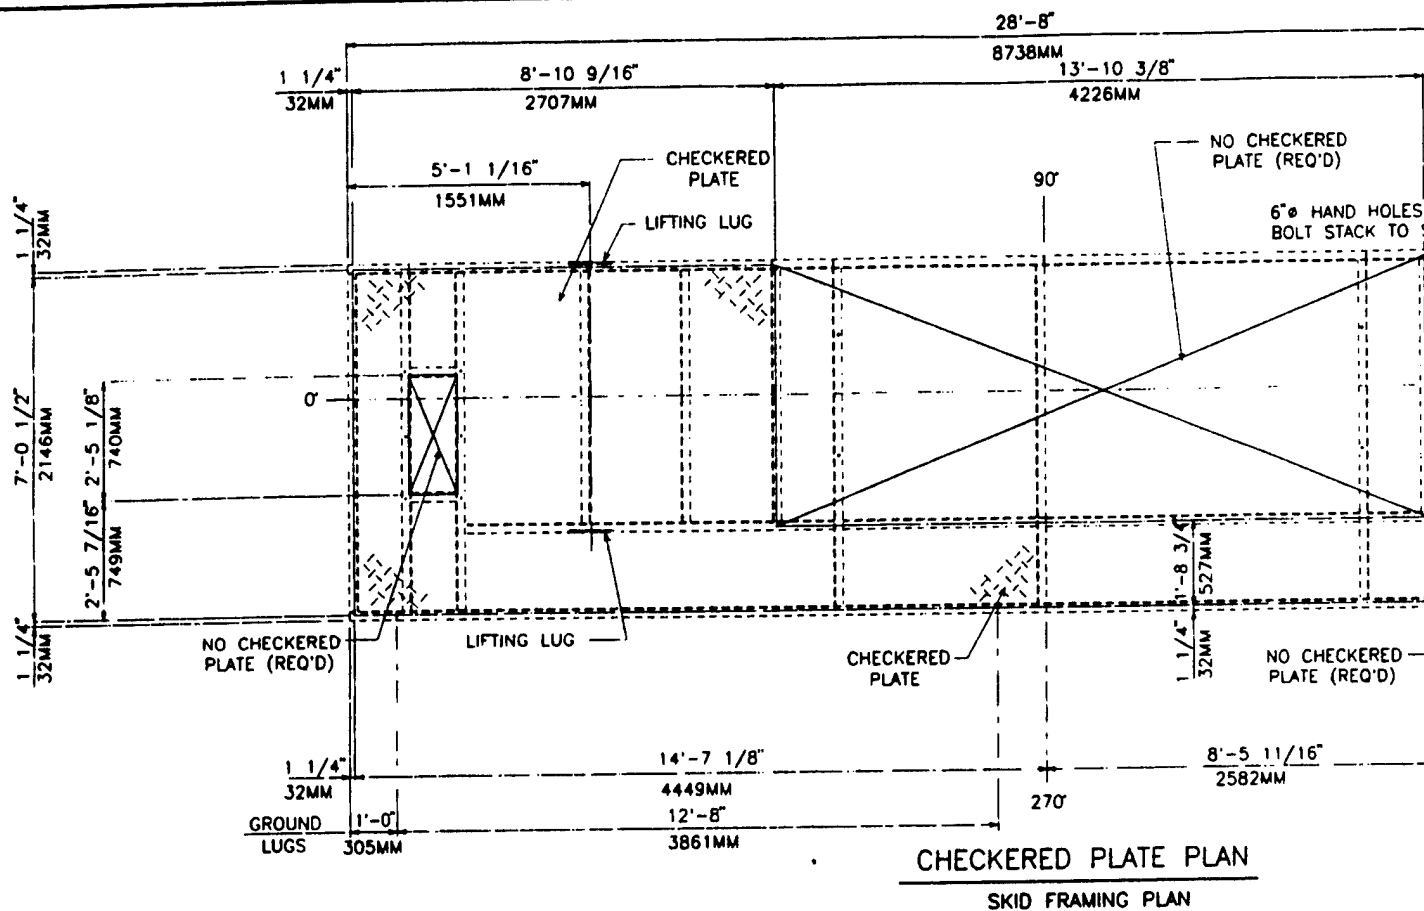 28'-8"
8738MM
1 1/4"
32MM
8'-10 9/16"
2707MM
13'-10 3/8"
4226MM
5'-1 1/16"
1551MM
CHECKERED
PLATE
LIFTING LUG
NO CHECKERED
PLATE (REQ'D)
90°
6"ø HAND HOLES
BOLT STACK TO
1 1/4"
32MM
7'-0 1/2"
2146MM
2'-5 1/8"
740MM
2'-5 7/16"
749MM
1 1/4"
32MM
0°
NO CHECKERED
PLATE (REQ'D)
LIFTING LUG
CHECKERED
PLATE
1'-8 3/4"
527MM
1 1/4"
32MM
NO CHECKERED
PLATE (REQ'D)
1 1/4"
32MM
14'-7 1/8"
4449MM
8'-5 11/16"
2582MM
270°
GROUND
LUGS
1'-0"
305MM
12'-8"
3861MM
CHECKERED PLATE PLAN
SKID FRAMING PLAN